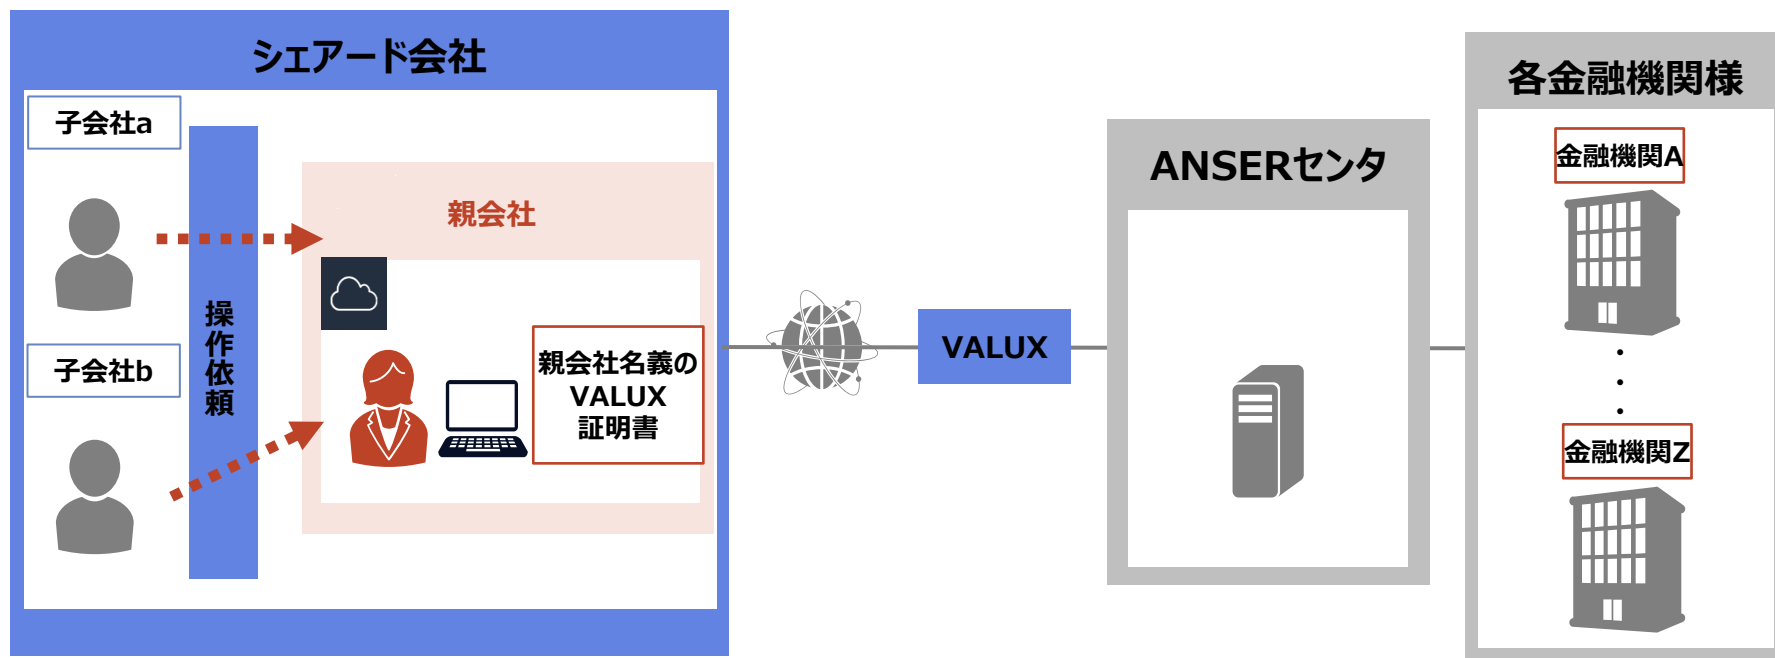 シェアード会社
子会社a
操作依頼
親会社
子会社b
親会社名義の
VALUX
証明書
VALUX
ANSERセンタ
各金融機関様
金融機関A
・
・
・
金融機関Z